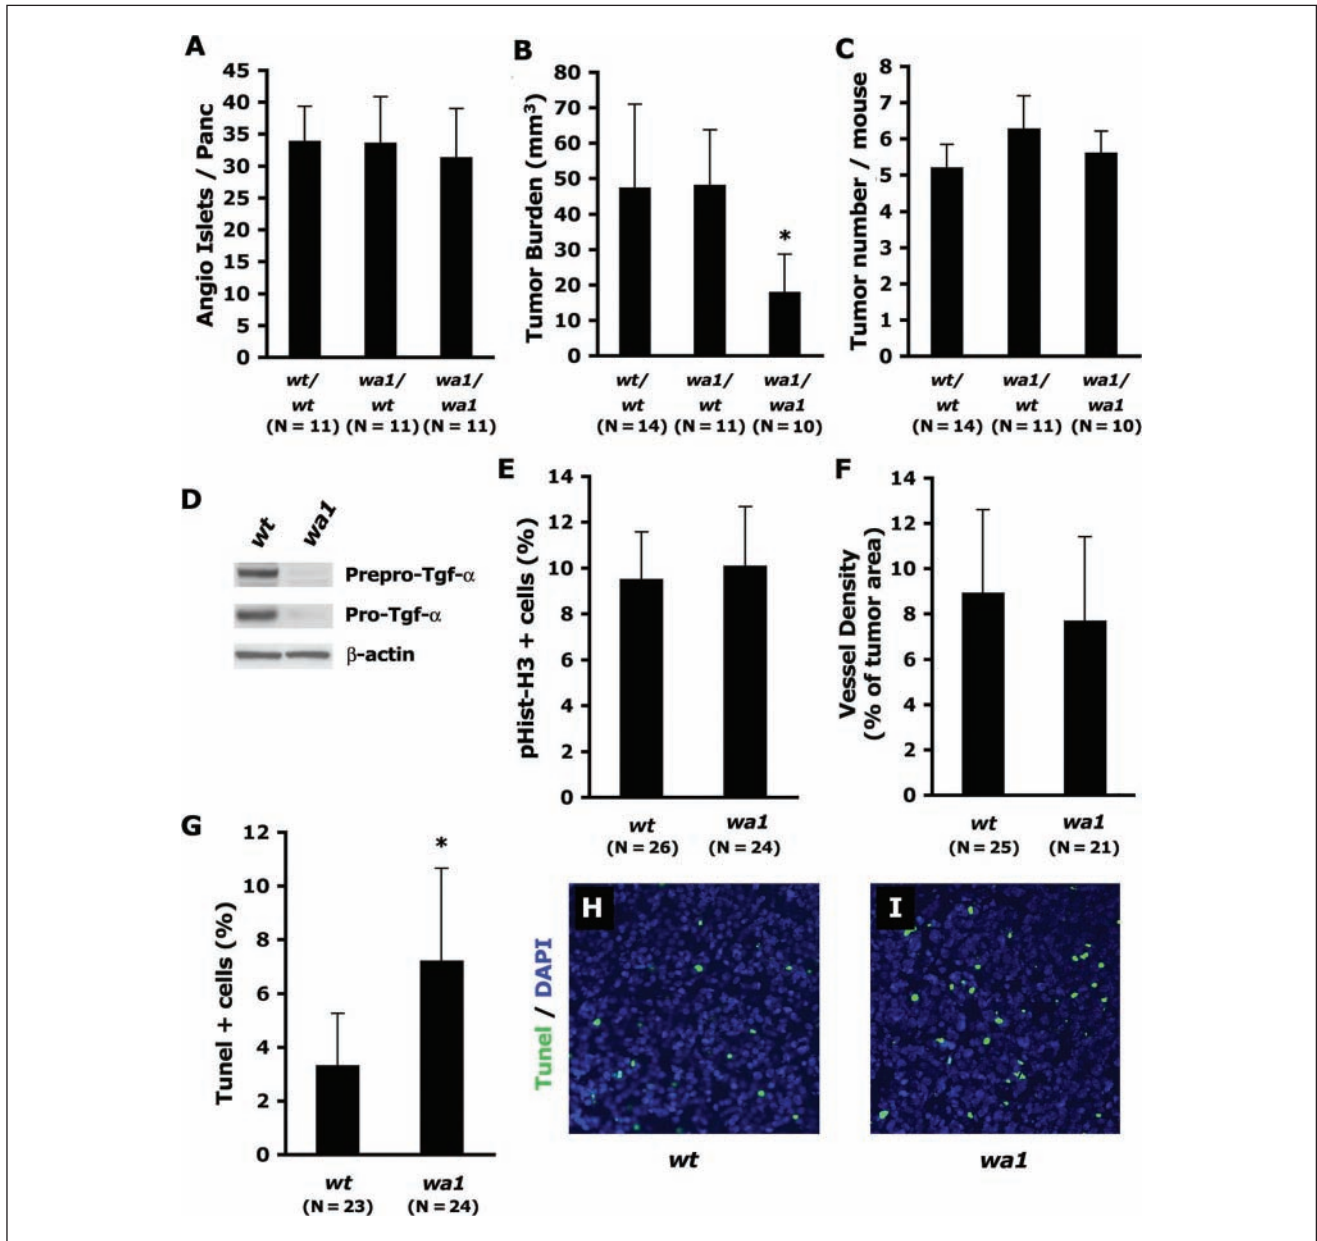 A
Angio Islets / Panc
45
40
35
30
25
20
15
10
5
0
wt/ wa1/ wa1/
wt wt wa1
(N = 11) (N = 11) (N = 11)
B
Tumor Burden (mm³)
80
70
60
50
40
30
20
10
0
*
wt/ wa1/ wa1/
wt wt wa1
(N = 14) (N = 11) (N = 10)
C
Tumor number / mouse
8
7
6
5
4
3
2
1
0
wt/ wa1/ wa1/
wt wt wa1
(N = 14) (N = 11) (N = 10)
D
wt wa1
Prepro-Tgf-α
Pro-Tgf-α
β-actin
E
pHist-H3 + cells (%)
14
12
10
8
6
4
2
0
wt wa1
(N = 26) (N = 24)
F
Vessel Density
(% of tumor area)
14
12
10
8
8
4
2
0
wt wa1
(N = 25) (N = 21)
G
Tunel + cells (%)
12
10
8
6
4
2
0
*
wt wa1
(N = 23) (N = 24)
Tunel / DAPI
H
wt
I
wa1